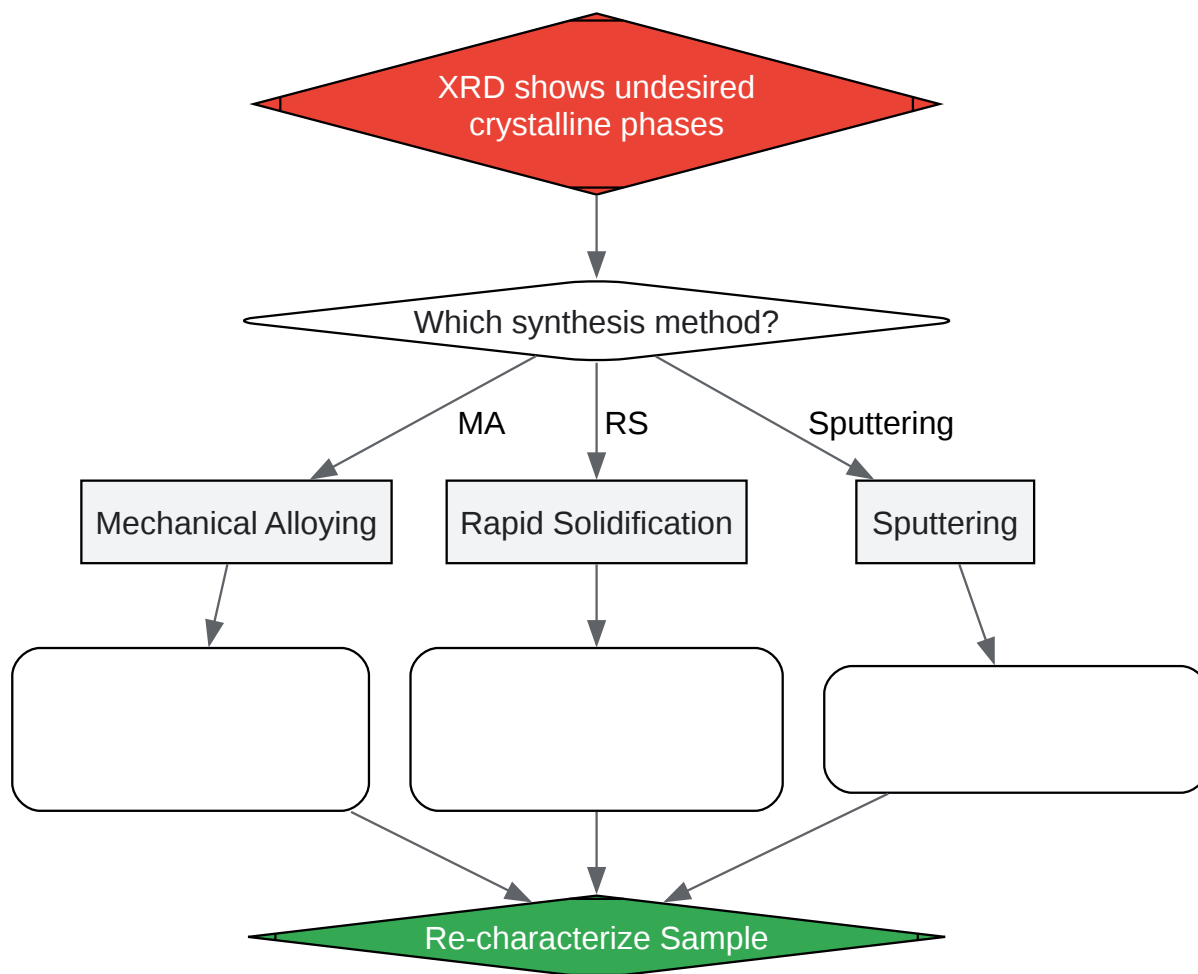 XRD shows undesired
crystalline phases
Which synthesis method?
MA
RS
Sputtering
Mechanical Alloying
Rapid Solidification
Sputtering
Re-characterize Sample